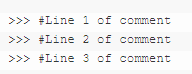 >>> #Line 1 of comment
>>> #Line 2 of comment
>>> #Line 3 of comment